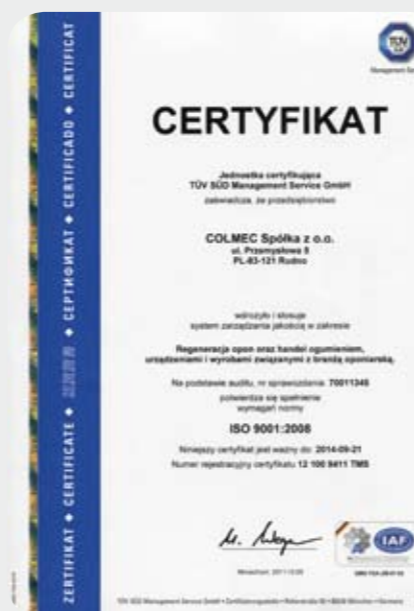 ZERTIFIKAT ◆ CERTIFICATE ◆ ◆ СЕРТИФИКАТ ◆ CERTIFICADO ◆ CERTIFICAT
TÜV
CERTYFIKAT
Jednostka certyfikująca
TÜV SÜD Management Service GmbH
zaświadcza, że przedsiębiorstwo
COLMEC Spółka z o.o.
ul. Przemysłowa 5
PL-83-121 Rudno
wdrożyło i stosuje
system zarządzania jakością w zakresie
Regeneracja opon oraz handel ogumieniem,
urządzeniami i wyrobami związanymi z branżą oponiarską.
Na podstawie auditu, nr sprawozdania: 70011345
potwierdza się spełnienie
wymagań normy
ISO 9001:2008
Niniejszy certyfikat jest ważny do: 2014-09-21
Numer rejestracyjny certyfikatu 12 100 9411 TMS
IAF